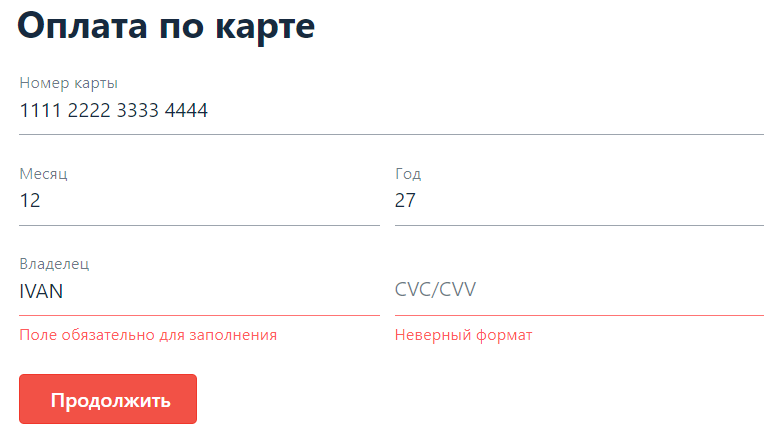 Оплата по карте
Номер карты
1111 2222 3333 4444
Месяц
Год
12
27
Владелец
IVAN
CVC/CVV
Поле обязательно для заполнения
Неверный формат
Продолжить